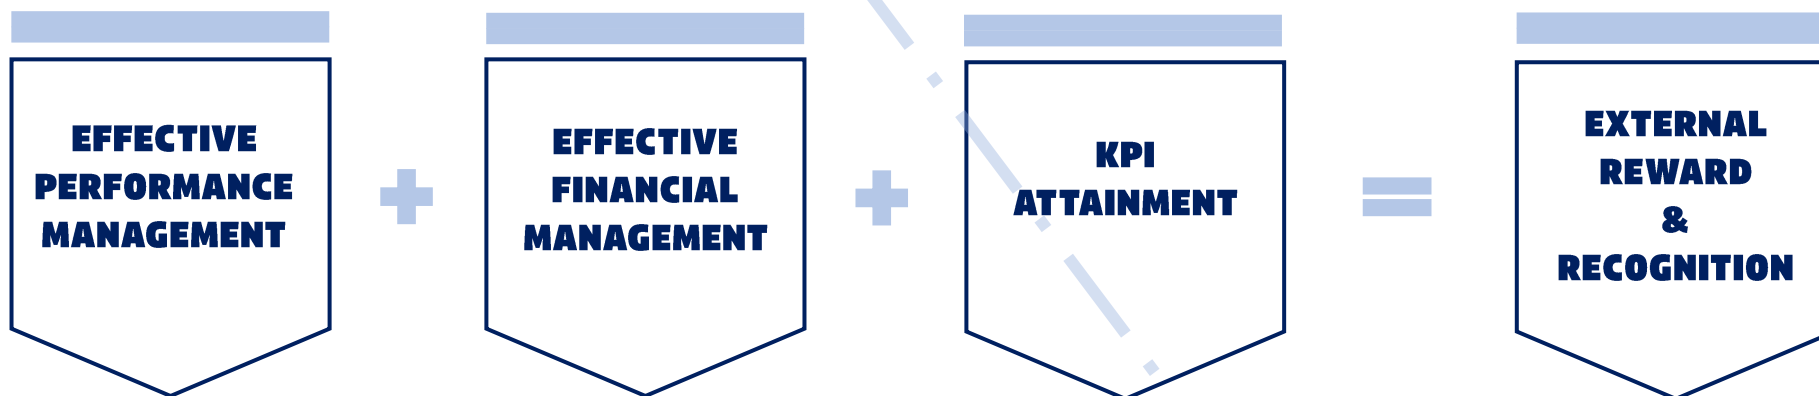 EFFECTIVE
PERFORMANCE
MANAGEMENT
+
EFFECTIVE
FINANCIAL
MANAGEMENT
+
KPI
ATTAINMENT
=
EXTERNAL
REWARD
&
RECOGNITION